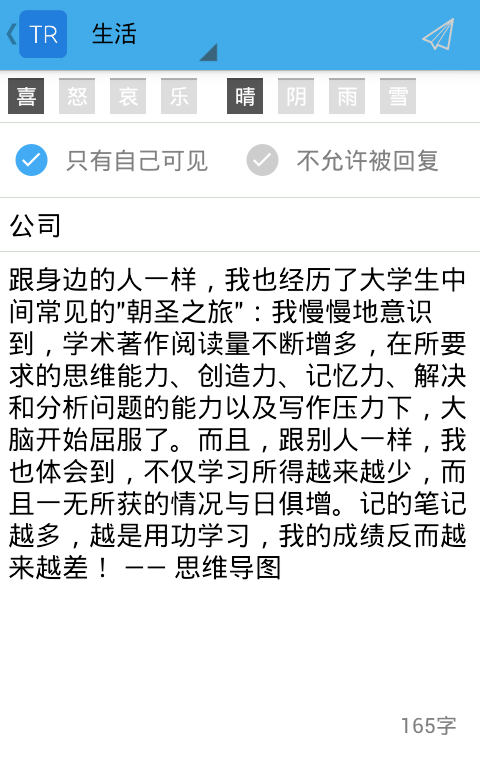 TR 生活
喜 怒 哀 乐 晴 阴 雨 雪
只有自己可见 不允许被回复
公司
跟身边的人一样，我也经历了大学生中
间常见的"朝圣之旅"：我慢慢地意识
到，学术著作阅读量不断增多，在所要
求的思维能力、创造力、记忆力、解决
和分析问题的能力以及写作压力下，大
脑开始屈服了。而且，跟别人一样，我
也体会到，不仅学习所得越来越少，而
且一无所获的情况与日俱增。记的笔记
越多，越是用功学习，我的成绩反而越
来越差！ —— 思维导图
165字